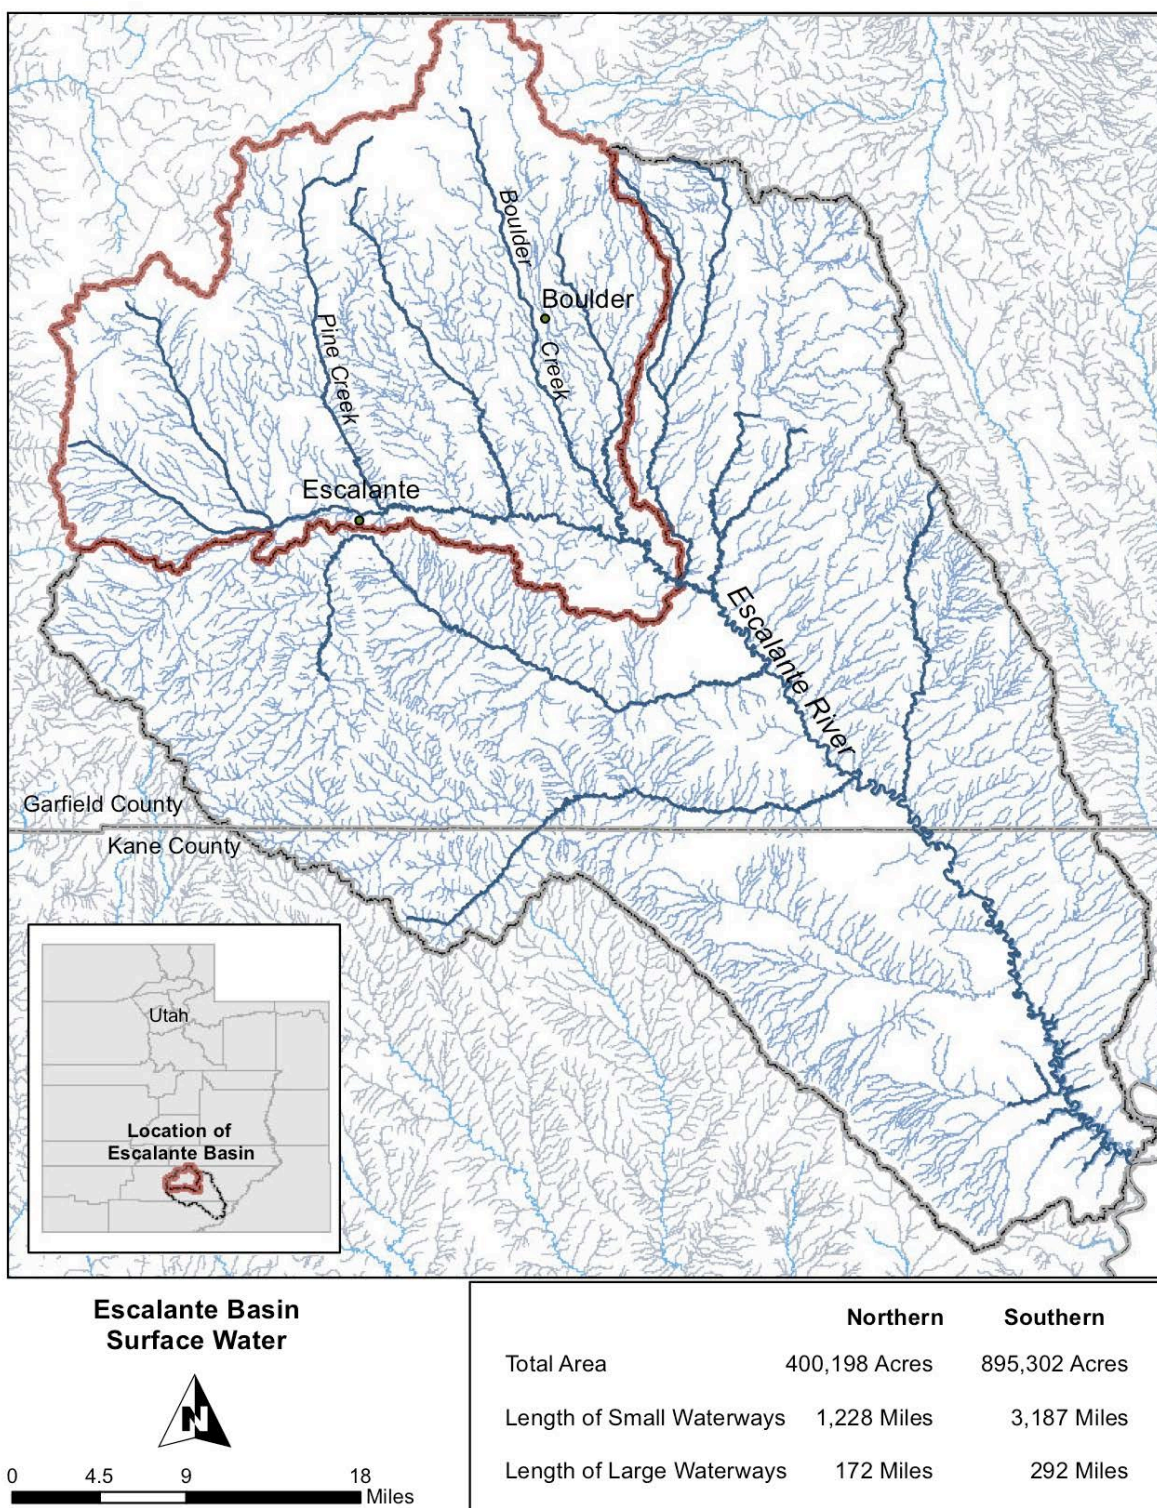 Boulder
Creek
Boulder
Pine Creek
Escalante
Escalante River
Garfield County
Kane County
Utah
Location of
Escalante Basin
Escalante Basin
Surface Water
N
0 4.5 9 18
Miles
Northern Southern
Total Area 400,198 Acres 895,302 Acres
Length of Small Waterways 1,228 Miles 3,187 Miles
Length of Large Waterways 172 Miles 292 Miles